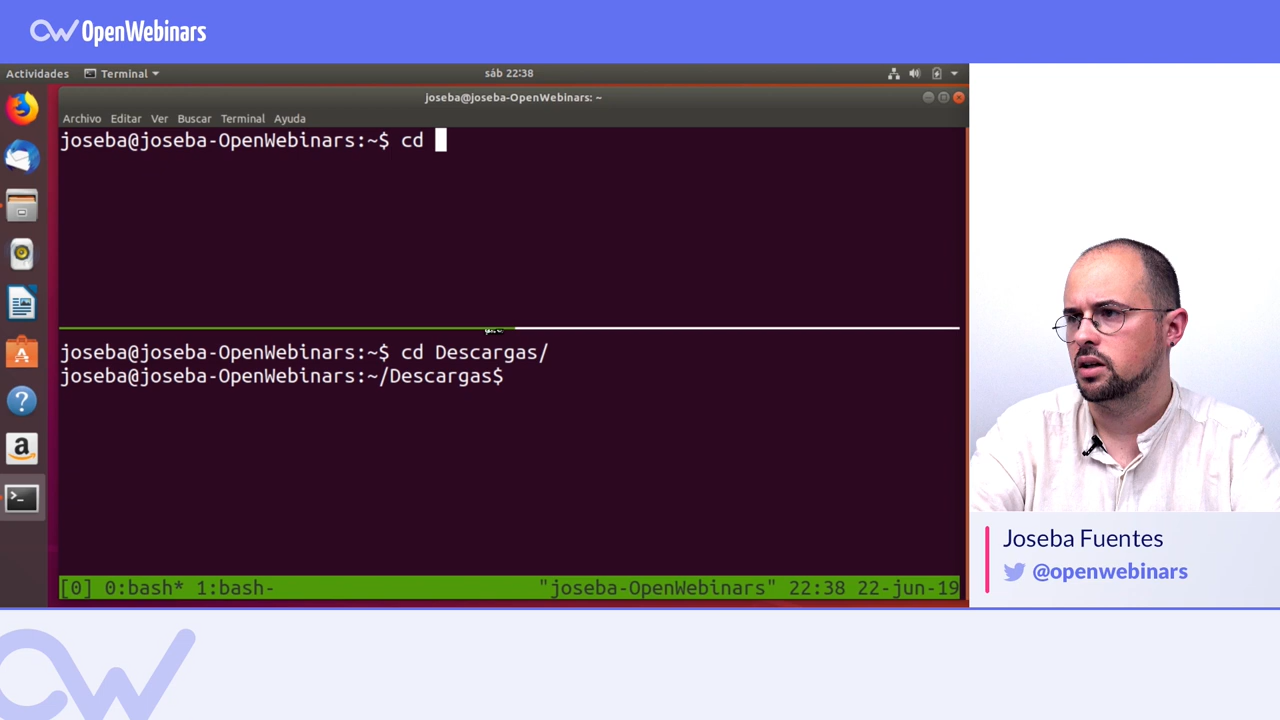 OpenWebinars
Actividades Terminal sáb 22:38
joseba@joseba-OpenWebinars: ~
Archivo Editar Ver Buscar Terminal Ayuda
joseba@joseba-OpenWebinars:~$ cd
joseba@joseba-OpenWebinars:~$ cd Descargas/
joseba@joseba-OpenWebinars:~/Descargas$
[0] 0:bash* 1:bash- "joseba-OpenWebinars" 22:38 22-jun-19
Joseba Fuentes
@openwebinars